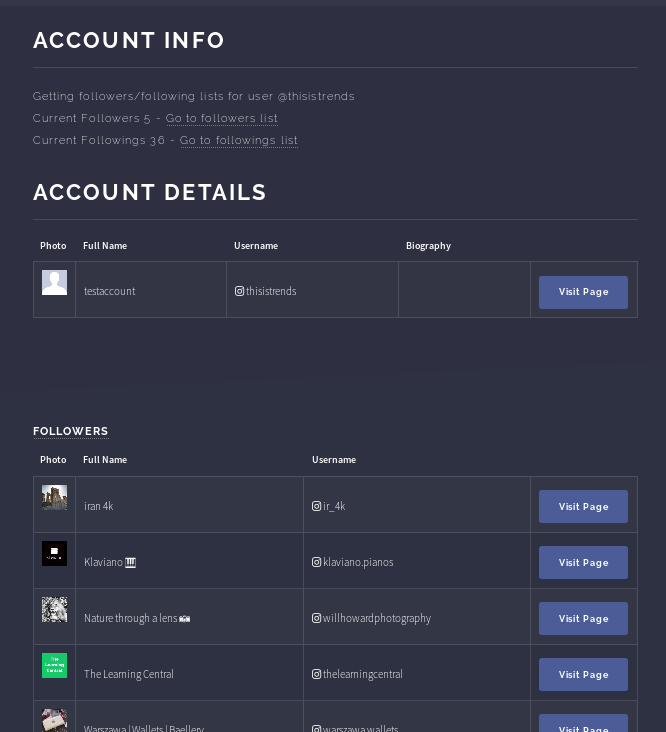 ACCOUNT INFO
Getting followers/following lists for user @thisistrends
Current Followers 5 - Go to followers list
Current Followings 36 - Go to followings list
ACCOUNT DETAILS
Photo Full Name Username Biography
testaccount thisistrends Visit Page
FOLLOWERS
Photo Full Name Username
iran 4k ir_4k Visit Page
Klaviano 🎹 klaviano.pianos Visit Page
Nature through a lens 📸 willhowardphotography Visit Page
The Learning Central
The Learning Central thelearningcentral Visit Page
Warszawa | Wallets | Baellery warszawa.wallets Visit Page